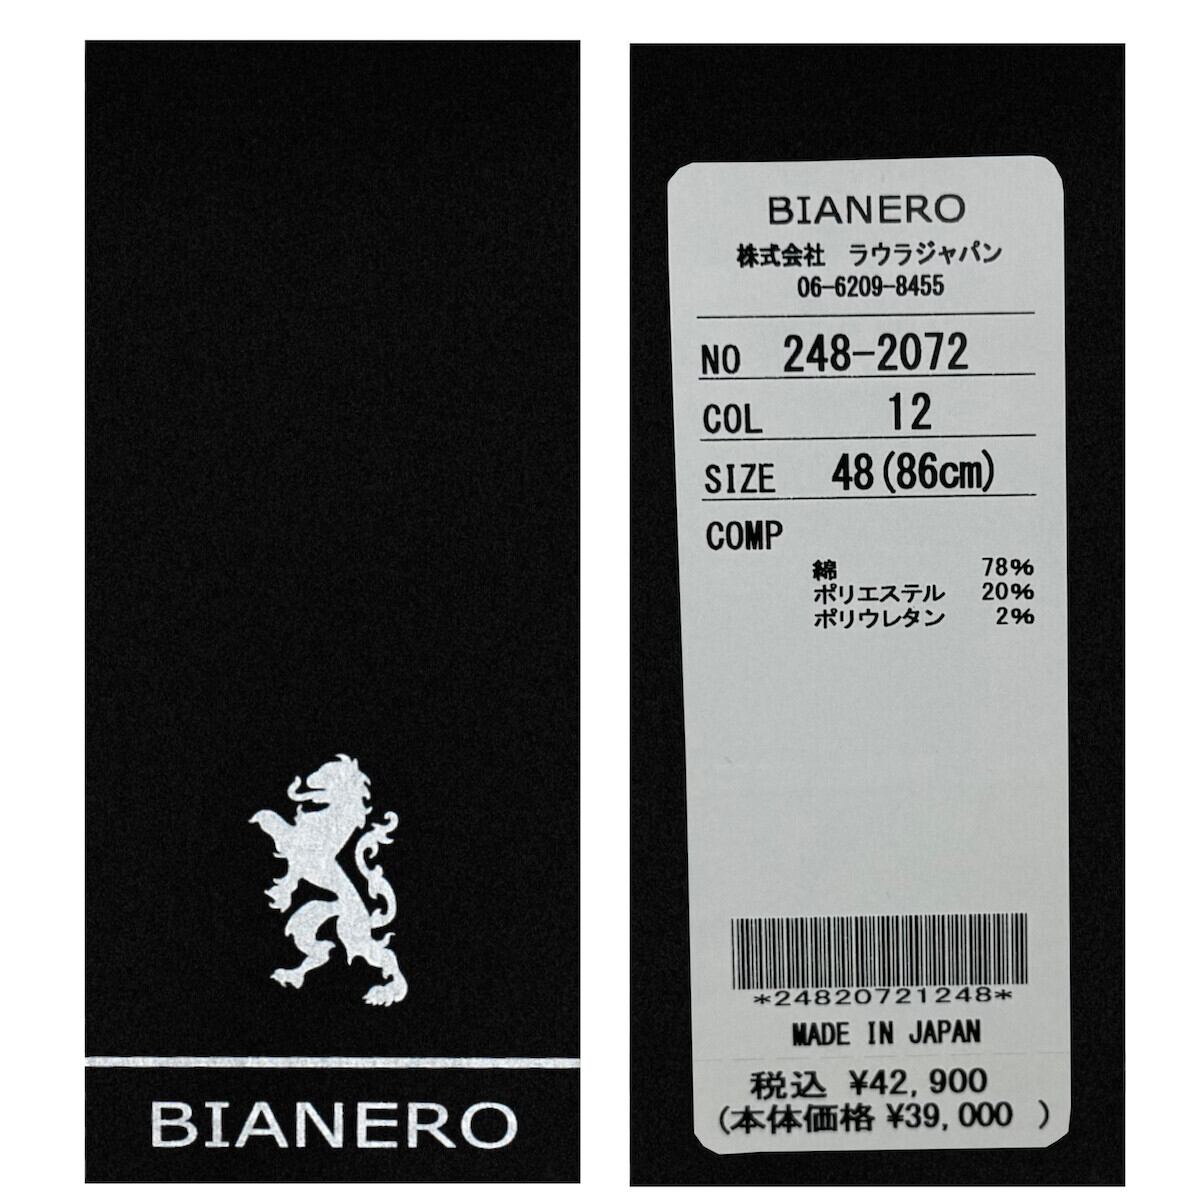 BIANERO
BIANERO
株式会社 ラウラジャパン
06-6209-8455
NO 248-2072
COL 12
SIZE 48(86cm)
COMP
綿 78%
ポリエステル 20%
ポリウレタン 2%
*24820721248*
MADE IN JAPAN
税込 ¥42,900
(本体価格 ¥39,000 )